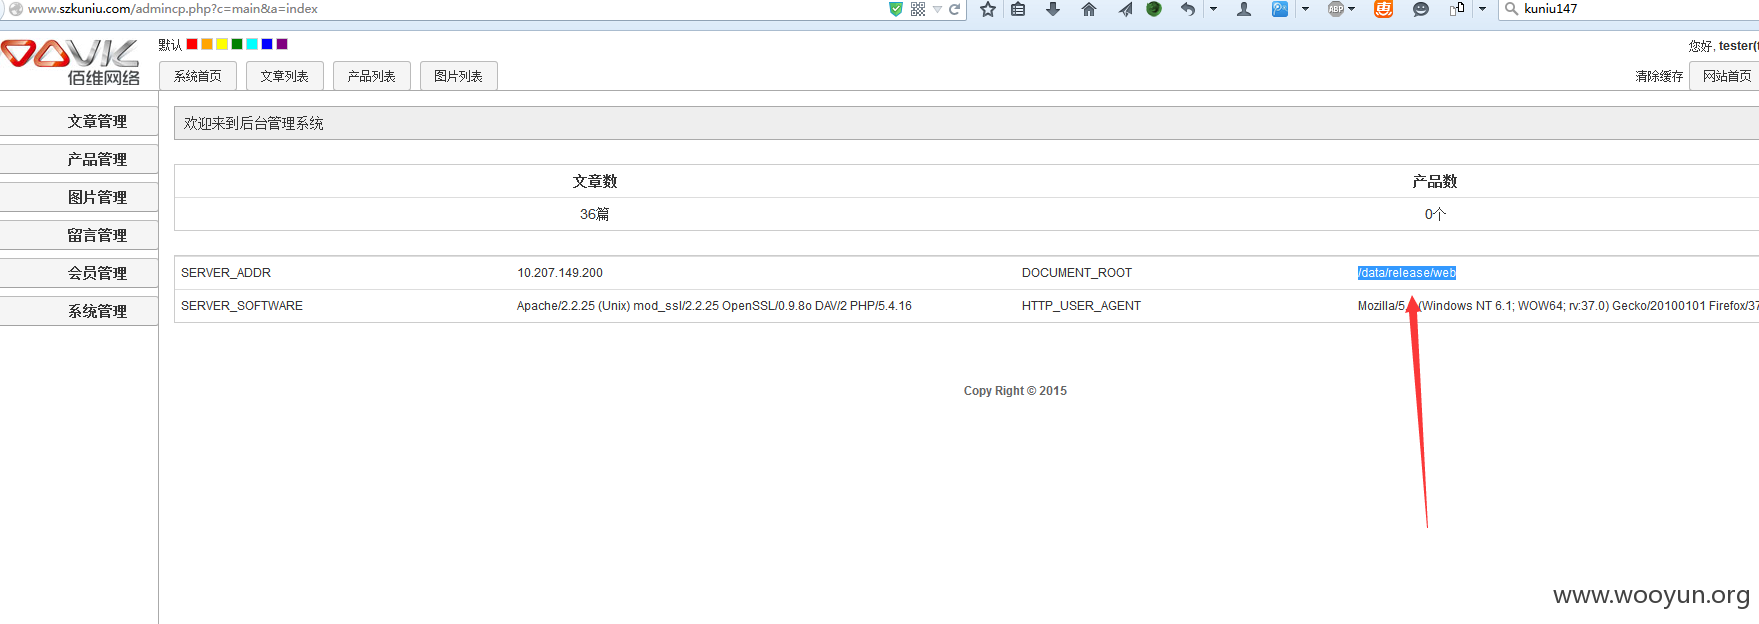 www.szkuniu.com/admincp.php?c=main&a=index
kuniu147
佰维网络
默认
您好, tester(
系统首页 文章列表 产品列表 图片列表
清除缓存 网站首页
文章管理
产品管理
图片管理
留言管理
会员管理
系统管理
欢迎来到后台管理系统
文章数 产品数
36篇 0个
SERVER_ADDR 10.207.149.200 DOCUMENT_ROOT /data/release/web
SERVER_SOFTWARE Apache/2.2.25 (Unix) mod_ssl/2.2.25 OpenSSL/0.9.8o DAV/2 PHP/5.4.16 HTTP_USER_AGENT Mozilla/5. (Windows NT 6.1; WOW64; rv:37.0) Gecko/20100101 Firefox/37
Copy Right © 2015
www.wooyun.org